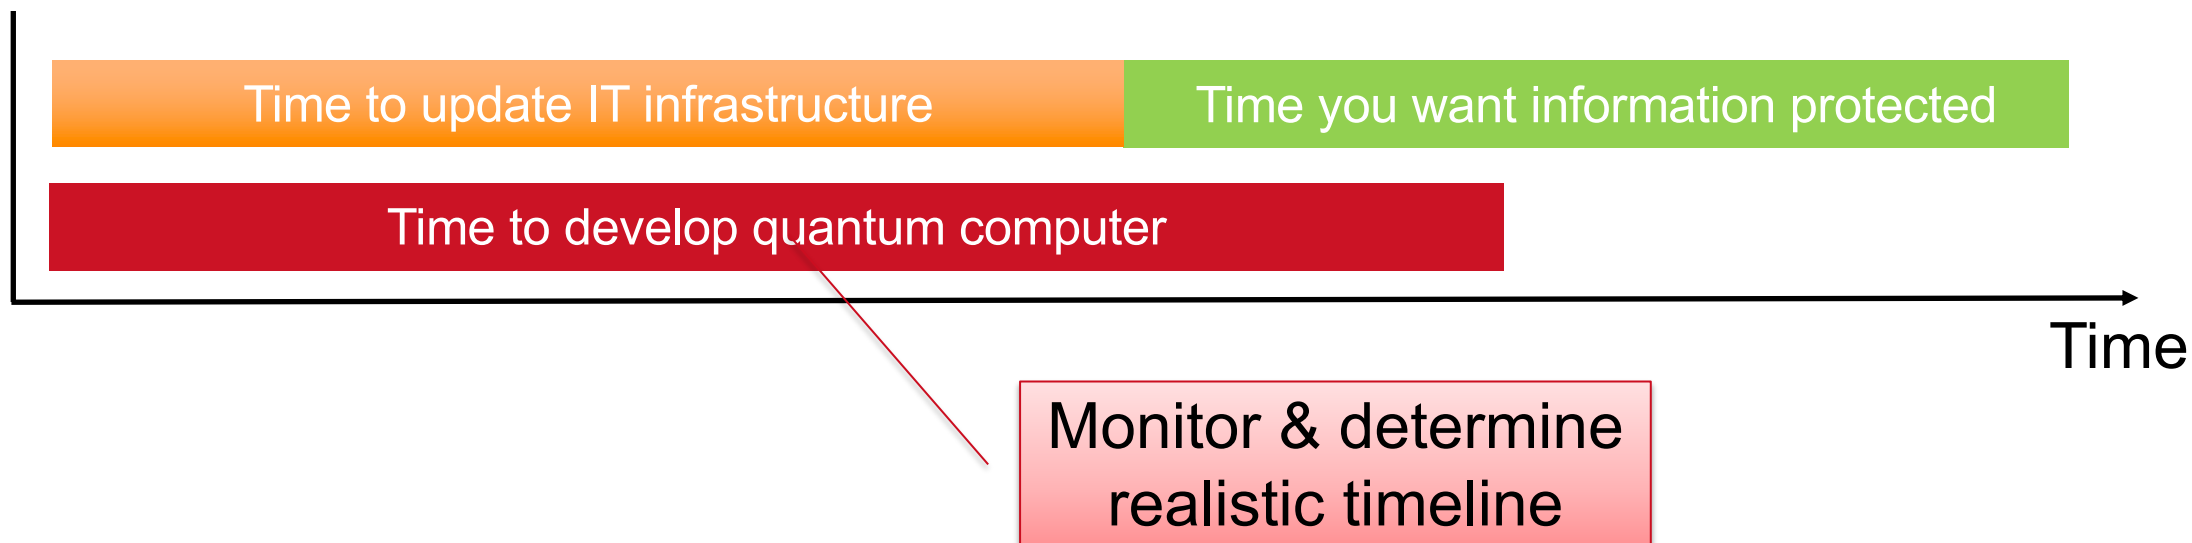 Time to update IT infrastructure
Time you want information protected
Time to develop quantum computer
Time
Monitor & determine
realistic timeline